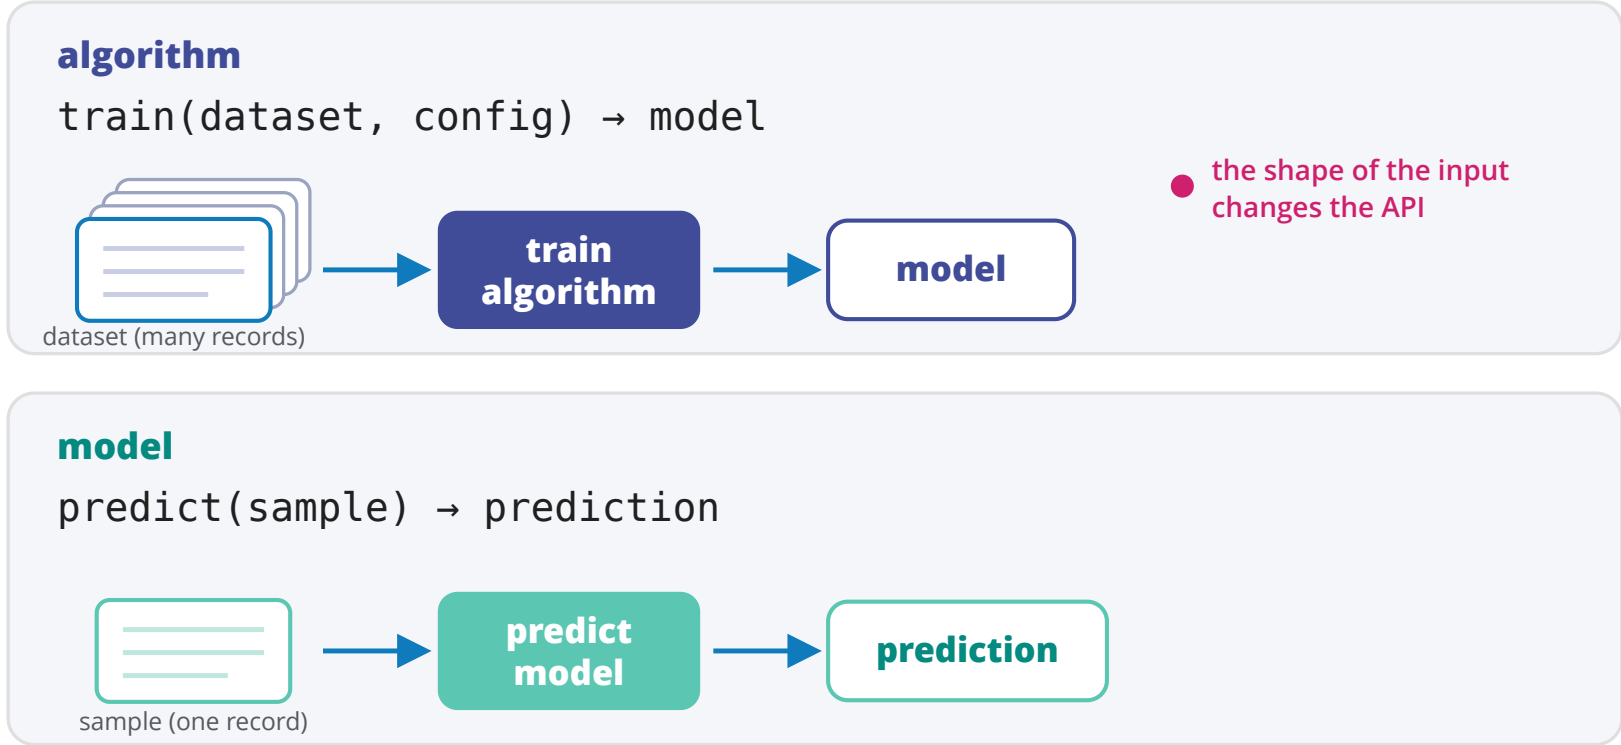 algorithm
train(dataset, config) → model
the shape of the input
changes the API
train
algorithm
model
dataset (many records)
model
predict(sample) → prediction
predict
model
prediction
sample (one record)